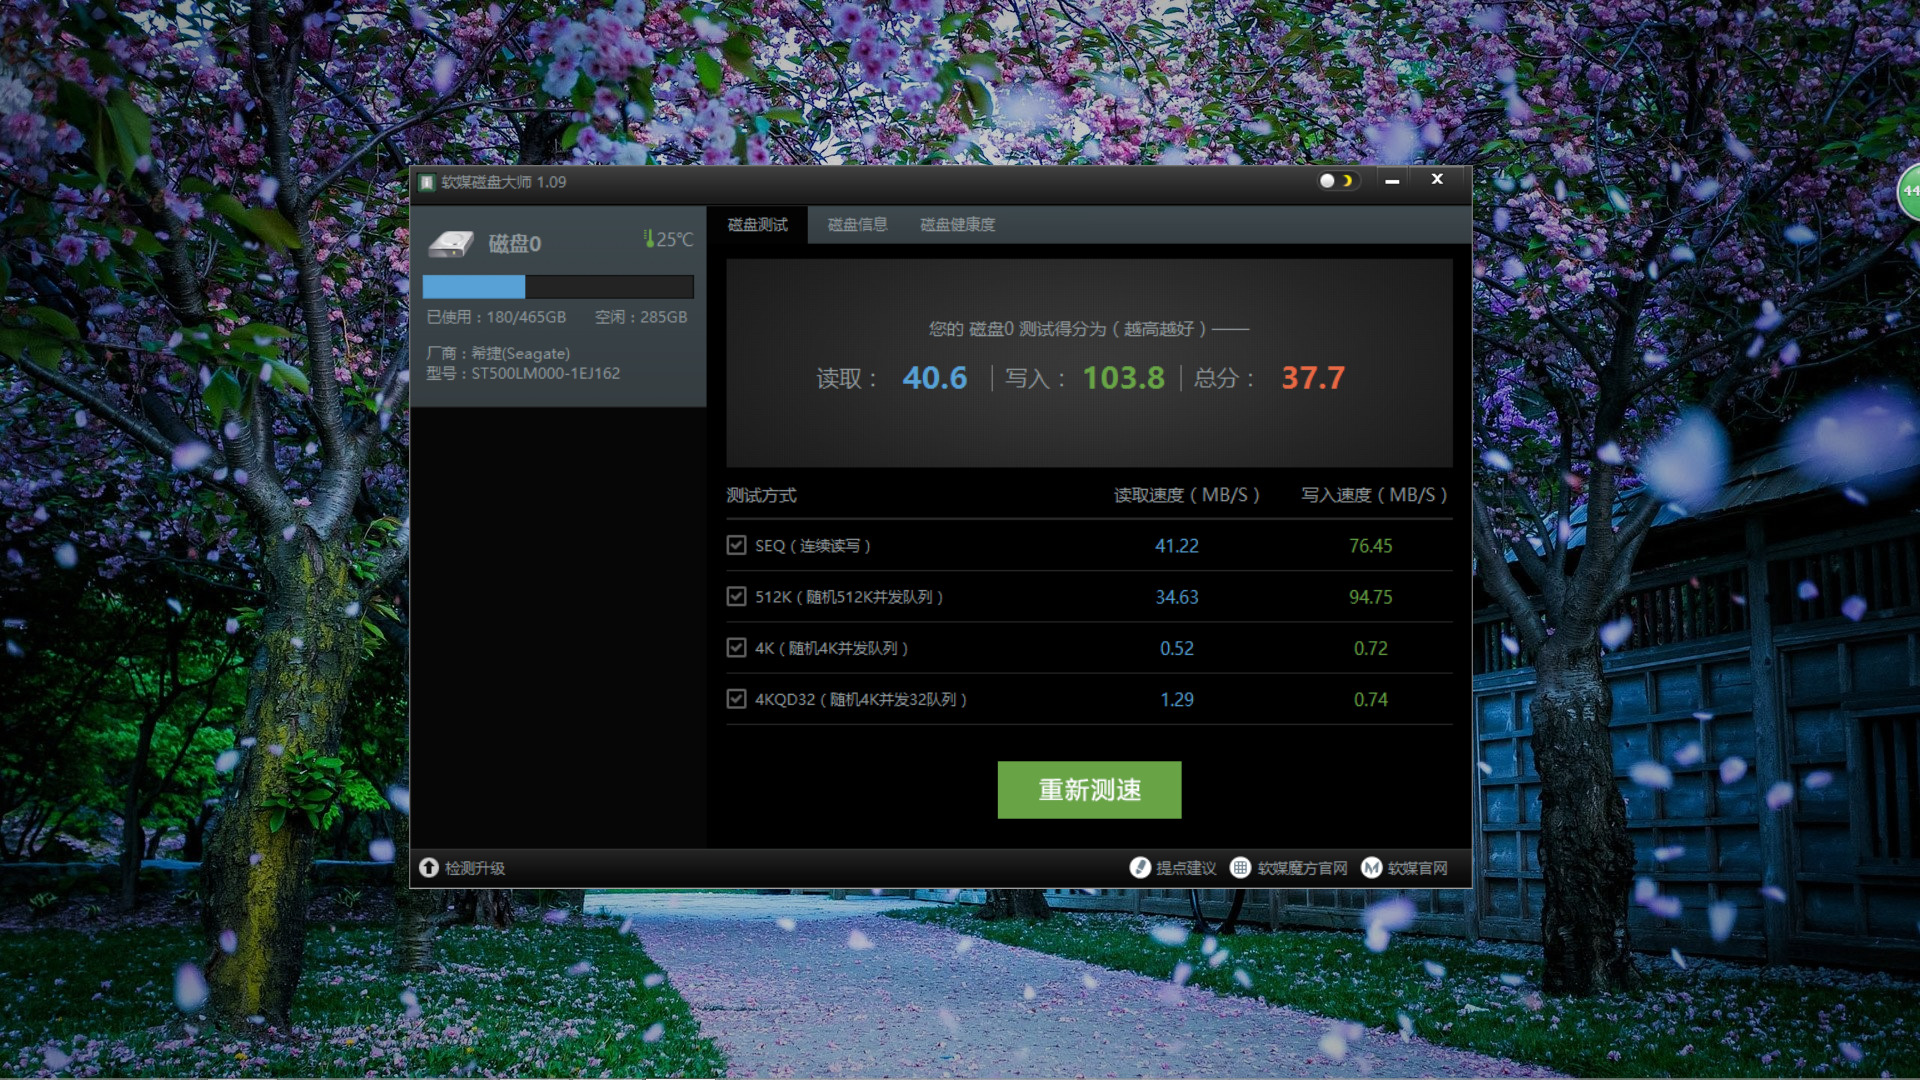 软媒磁盘大师 1.09
磁盘0
25℃
已使用：180/465GB 空闲：285GB
厂商：希捷(Seagate)
型号：ST500LM000-1EJ162
磁盘测试 磁盘信息 磁盘健康度
您的 磁盘0 测试得分为（越高越好）——
读取： 40.6 写入： 103.8 总分： 37.7
测试方式 读取速度（MB/S） 写入速度（MB/S）
SEQ（连续读写） 41.22 76.45
512K（随机512K并发队列） 34.63 94.75
4K（随机4K并发队列） 0.52 0.72
4KQD32（随机4K并发32队列） 1.29 0.74
重新测速
检测升级 提点建议 软媒魔方官网 软媒官网
44